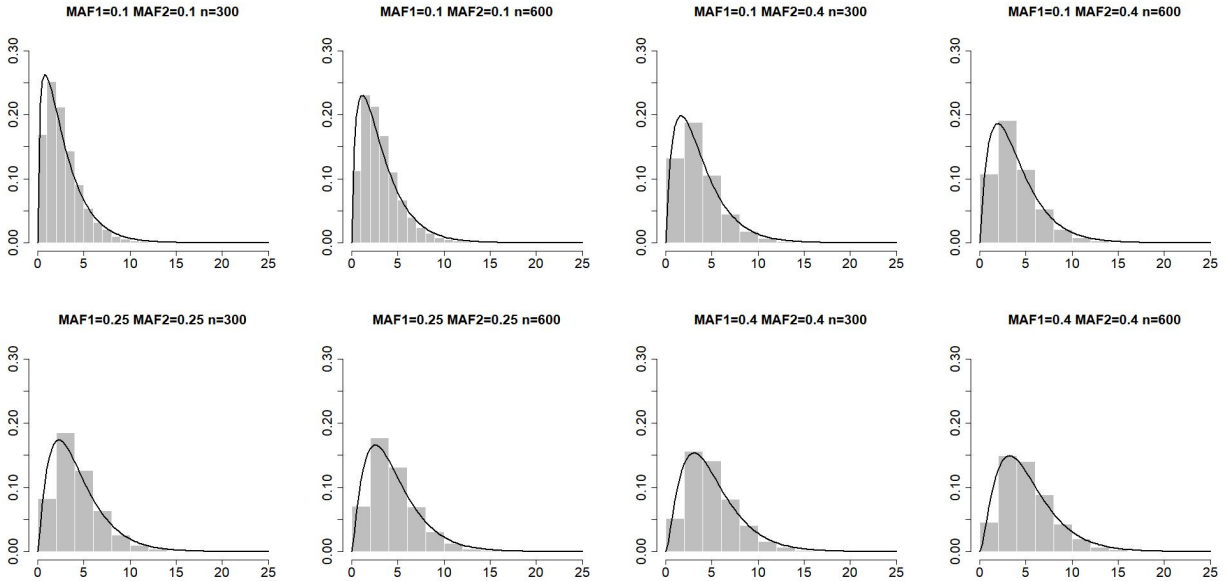 MAF1=0.1 MAF2=0.1 n=300
0.30
0.20
0.10
0.00
0 5 10 15 20 25
MAF1=0.1 MAF2=0.1 n=600
0.30
0.20
0.10
0.00
0 5 10 15 20 25
MAF1=0.1 MAF2=0.4 n=300
0.30
0.20
0.10
0.00
0 5 10 15 20 25
MAF1=0.1 MAF2=0.4 n=600
0.30
0.20
0.10
0.00
0 5 10 15 20 25
MAF1=0.25 MAF2=0.25 n=300
0.30
0.20
0.10
0.00
0 5 10 15 20 25
MAF1=0.25 MAF2=0.25 n=600
0.30
0.20
0.10
0.00
0 5 10 15 20 25
MAF1=0.4 MAF2=0.4 n=300
0.30
0.20
0.10
0.00
0 5 10 15 20 25
MAF1=0.4 MAF2=0.4 n=600
0.30
0.20
0.10
0.00
0 5 10 15 20 25